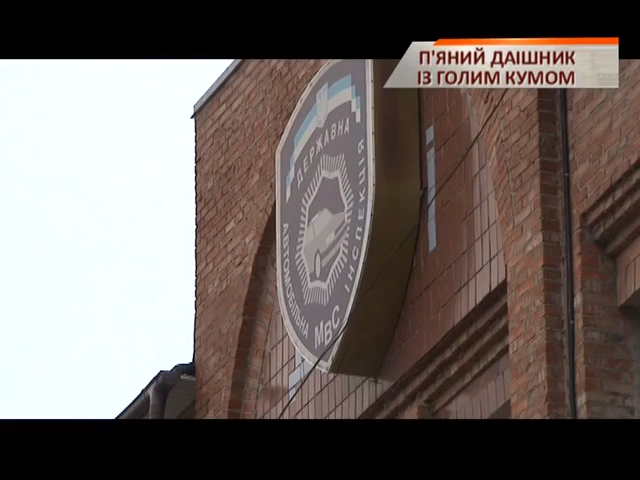 П'ЯНИЙ ДАІШНИК
ІЗ ГОЛИМ КУМОМ
ДЕРЖАВНА
АВТОМОБІЛЬНА
ІНСПЕКЦІЯ
МВС